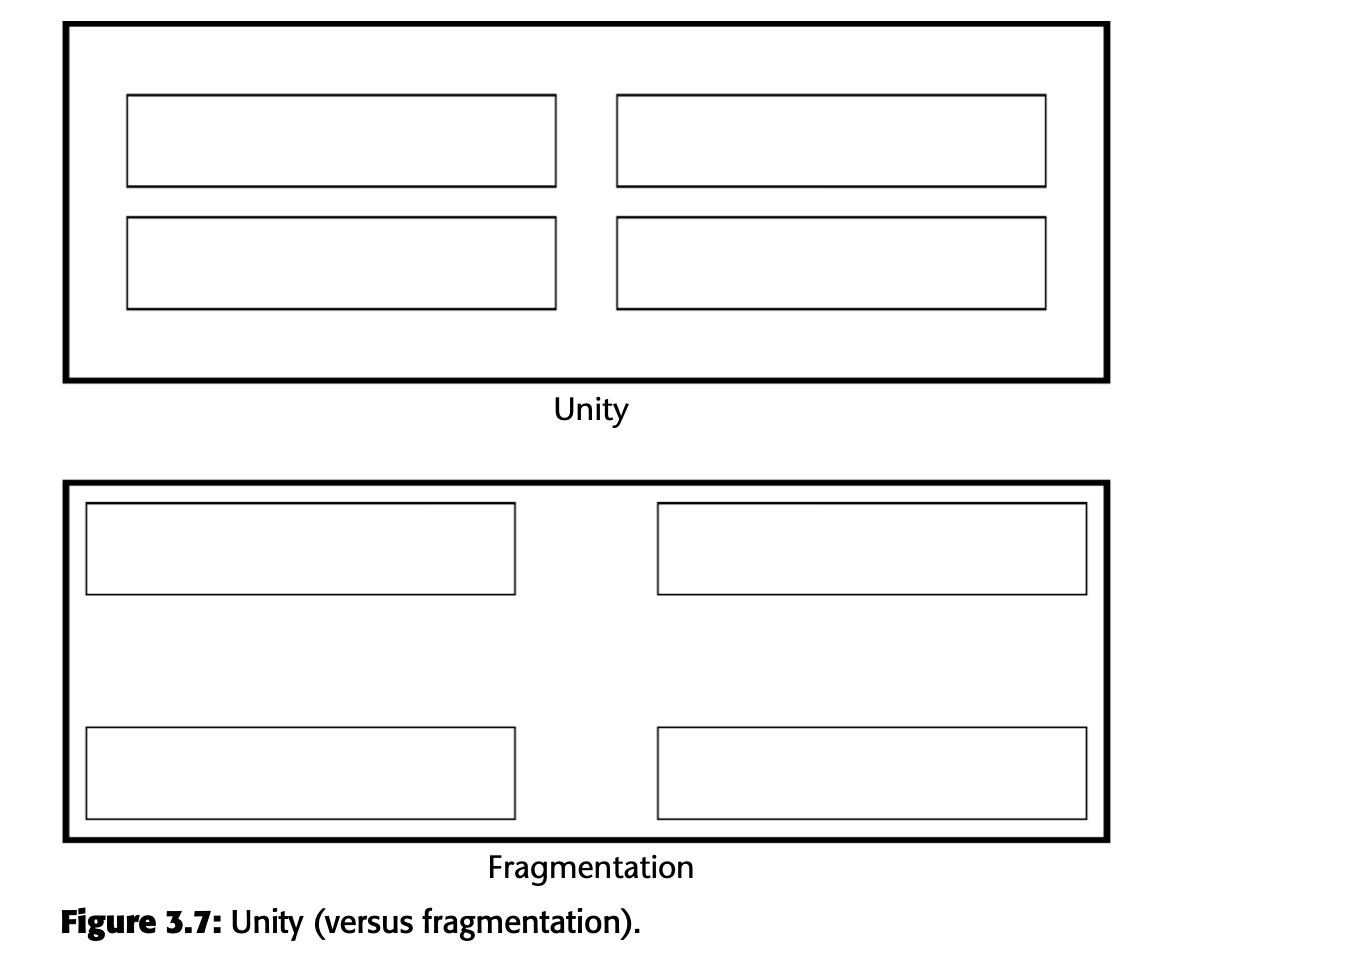 Unity
Fragmentation
Figure 3.7: Unity (versus fragmentation).